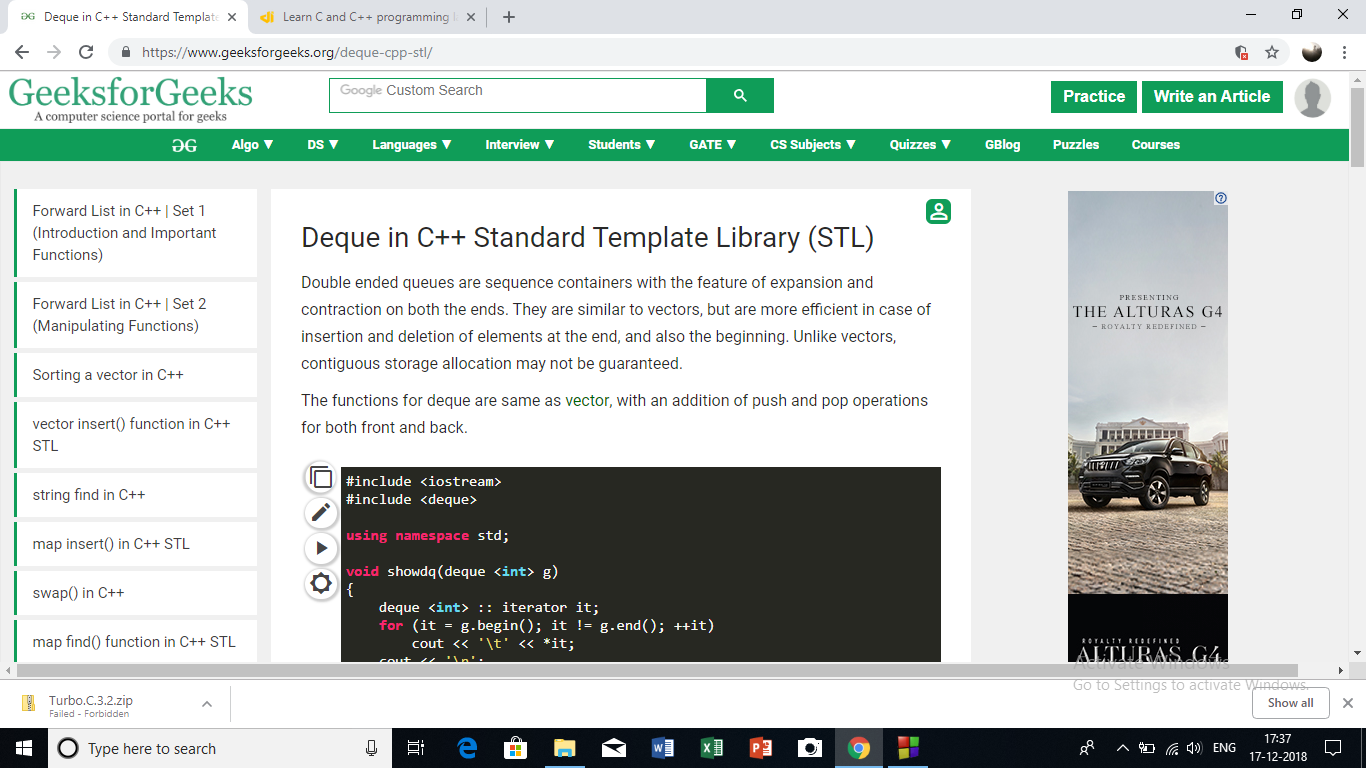 Deque in C++ Standard Template
Learn C and C++ programming l
https://www.geeksforgeeks.org/deque-cpp-stl/
GeeksforGeeks
A computer science portal for geeks
Google Custom Search
Practice
Write an Article
Algo ▼ DS ▼ Languages ▼ Interview ▼ Students ▼ GATE ▼ CS Subjects ▼ Quizzes ▼ GBlog Puzzles Courses
Forward List in C++ | Set 1
(Introduction and Important
Functions)
Forward List in C++ | Set 2
(Manipulating Functions)
Sorting a vector in C++
vector insert() function in C++
STL
string find in C++
map insert() in C++ STL
swap() in C++
map find() function in C++ STL
Deque in C++ Standard Template Library (STL)
Double ended queues are sequence containers with the feature of expansion and
contraction on both the ends. They are similar to vectors, but are more efficient in case of
insertion and deletion of elements at the end, and also the beginning. Unlike vectors,
contiguous storage allocation may not be guaranteed.
The functions for deque are same as vector, with an addition of push and pop operations
for both front and back.
#include <iostream>
#include <deque>
using namespace std;
void showdq(deque <int> g)
{
deque <int> :: iterator it;
for (it = g.begin(); it != g.end(); ++it)
cout << '\t' << *it;
cout << '\n';
PRESENTING
THE ALTURAS G4
– ROYALTY REDEFINED –
ROYALTY REDEFINED
ALTURAS G4
Activate Windows
Go to Settings to activate Windows.
Turbo.C.3.2.zip
Failed - Forbidden
Show all
Type here to search
ENG
17:37
17-12-2018